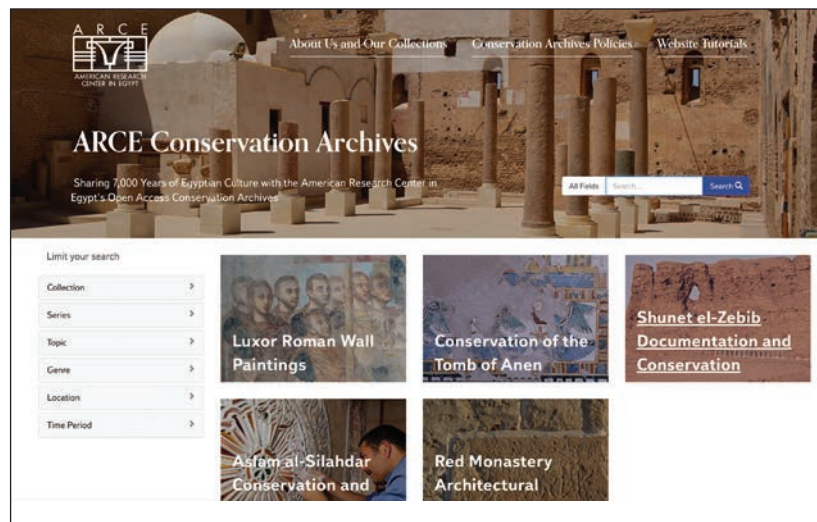 A R C E
AMERICAN RESEARCH
CENTER IN EGYPT
About Us and Our Collections
Conservation Archives Policies
Website Tutorials
ARCE Conservation Archives
Sharing 7,000 Years of Egyptian Culture with the American Research Center in
Egypt's Open Access Conservation Archives
All Fields
Search...
Search
Limit your search
Collection
Series
Topic
Genre
Location
Time Period
Luxor Roman Wall
Paintings
Conservation of the
Tomb of Anen
Shunet el-Zebib
Documentation and
Conservation
Aslam al-Silahdar
Conservation and
Red Monastery
Architectural